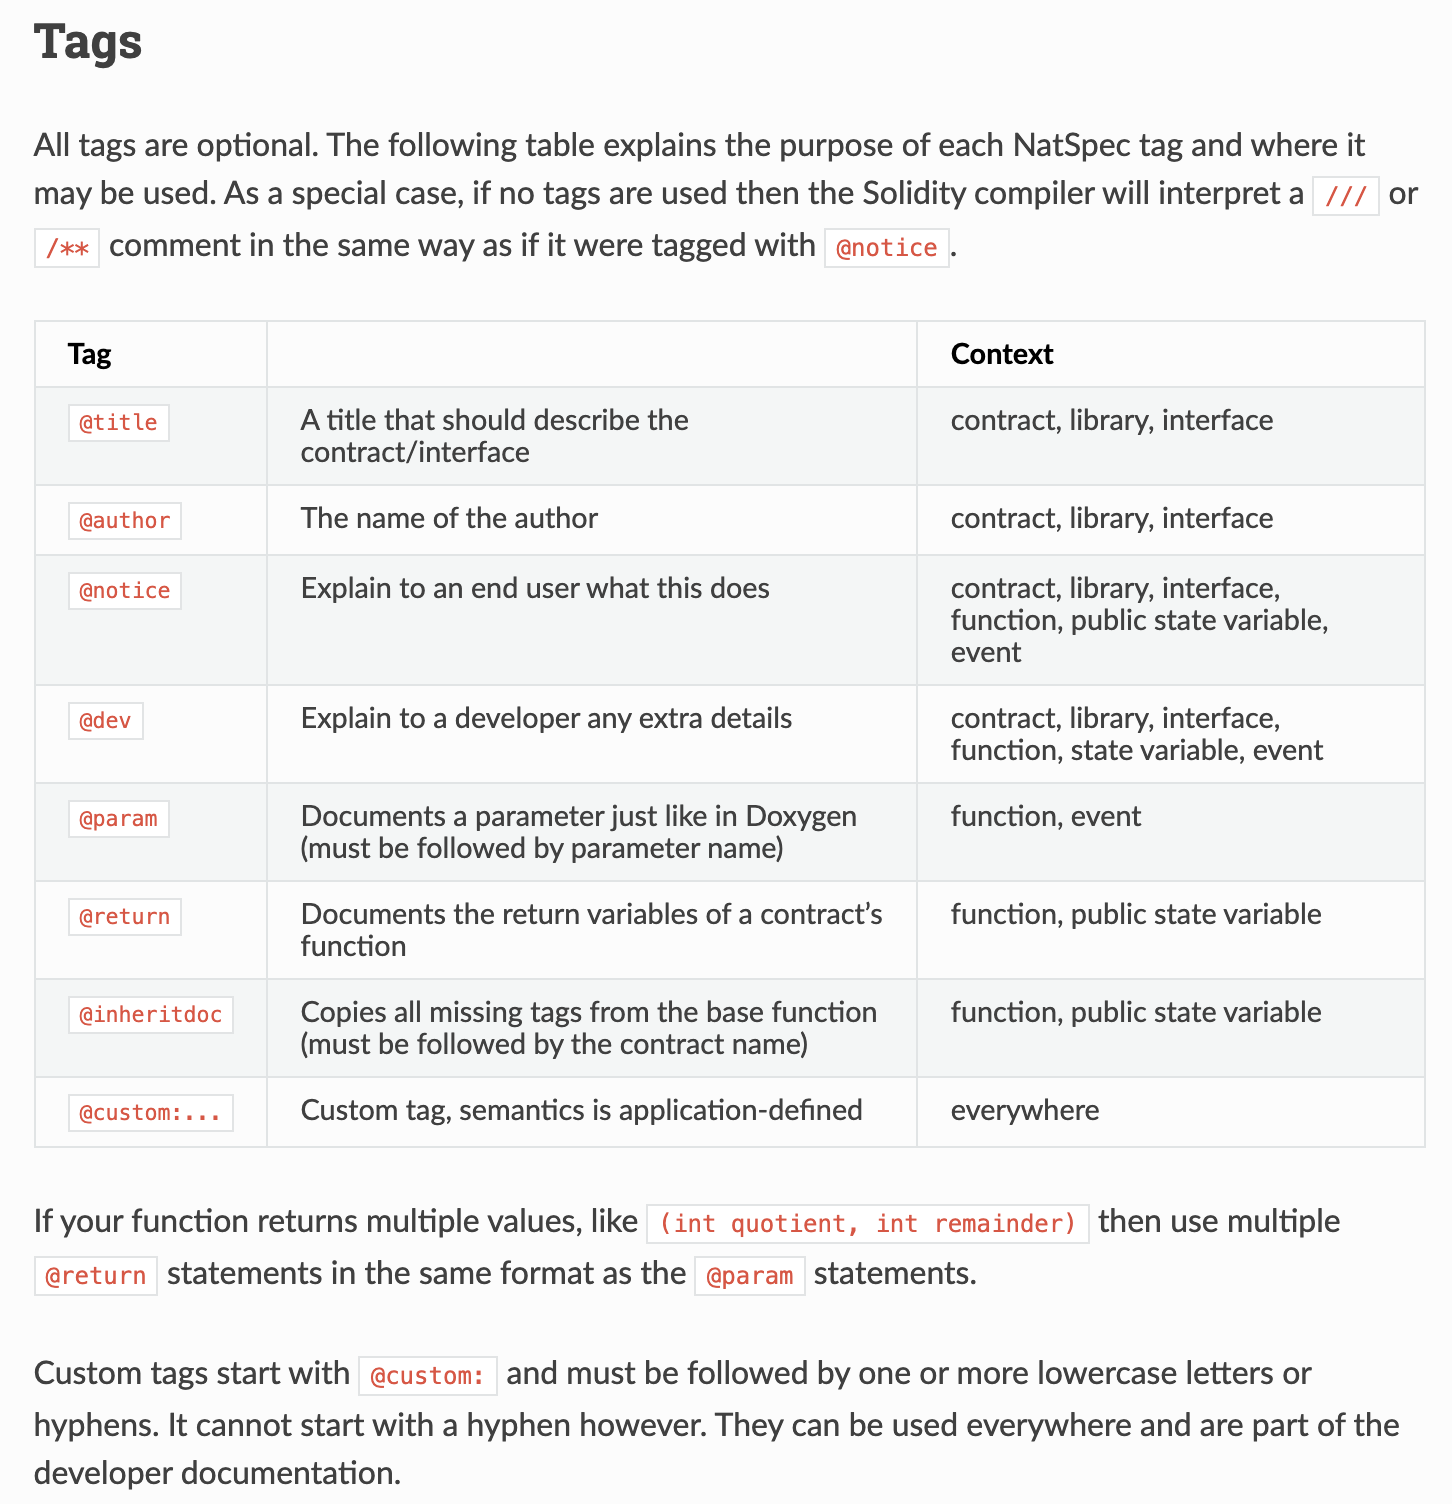 Tags
All tags are optional. The following table explains the purpose of each NatSpec tag and where it
may be used. As a special case, if no tags are used then the Solidity compiler will interpret a /// or
/** comment in the same way as if it were tagged with @notice.
Tag Context
@title A title that should describe the contract, library, interface
contract/interface
@author The name of the author contract, library, interface
@notice Explain to an end user what this does contract, library, interface,
function, public state variable,
event
@dev Explain to a developer any extra details contract, library, interface,
function, state variable, event
@param Documents a parameter just like in Doxygen function, event
(must be followed by parameter name)
@return Documents the return variables of a contract’s function, public state variable
function
@inheritdoc Copies all missing tags from the base function function, public state variable
(must be followed by the contract name)
@custom:... Custom tag, semantics is application-defined everywhere
If your function returns multiple values, like (int quotient, int remainder) then use multiple
@return statements in the same format as the @param statements.
Custom tags start with @custom: and must be followed by one or more lowercase letters or
hyphens. It cannot start with a hyphen however. They can be used everywhere and are part of the
developer documentation.